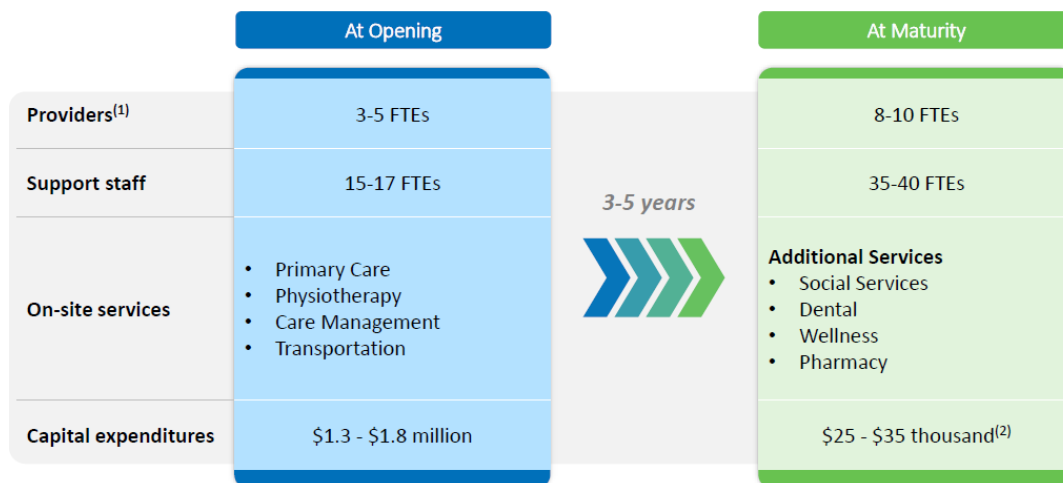 At Opening At Maturity
Providers(1) 3-5 FTEs 8-10 FTEs
Support staff 15-17 FTEs 35-40 FTEs
3-5 years
On-site services
• Primary Care
• Physiotherapy
• Care Management
• Transportation
Additional Services
• Social Services
• Dental
• Wellness
• Pharmacy
Capital expenditures $1.3 - $1.8 million $25 - $35 thousand(2)